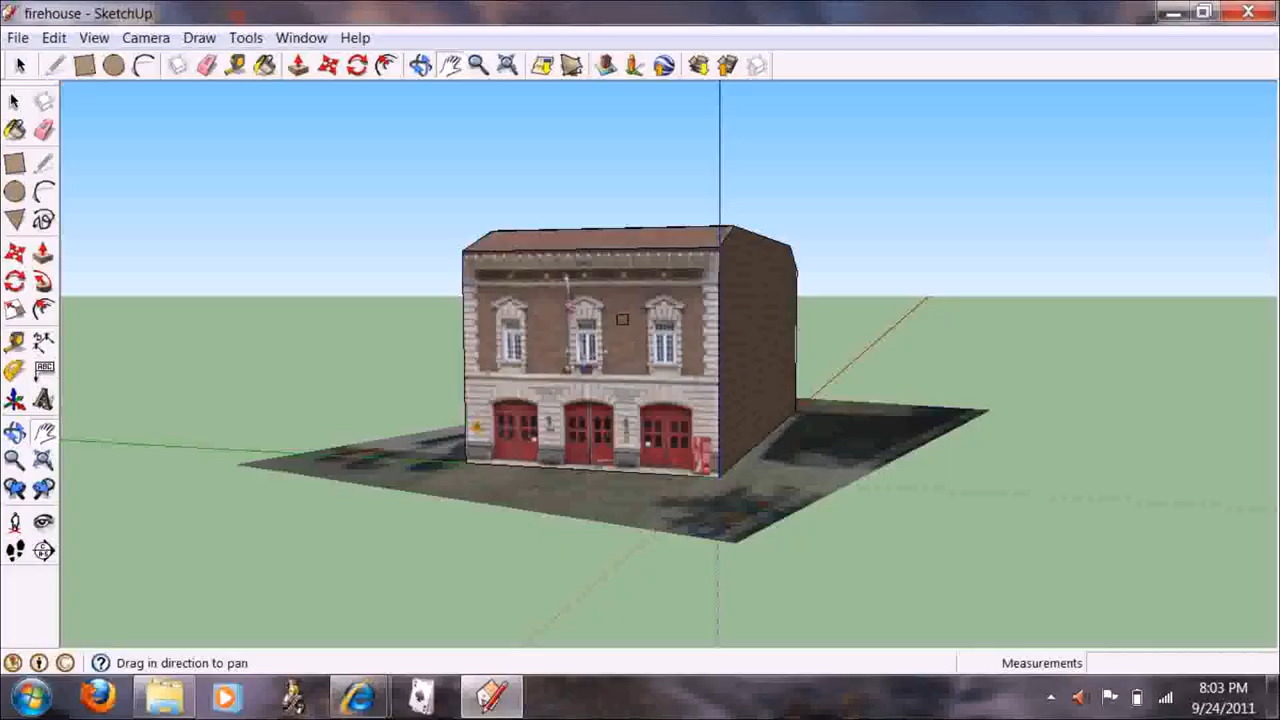 firehouse - SketchUp
File Edit View Camera Draw Tools Window Help
ABC
Drag in direction to pan
Measurements
8:03 PM
9/24/2011